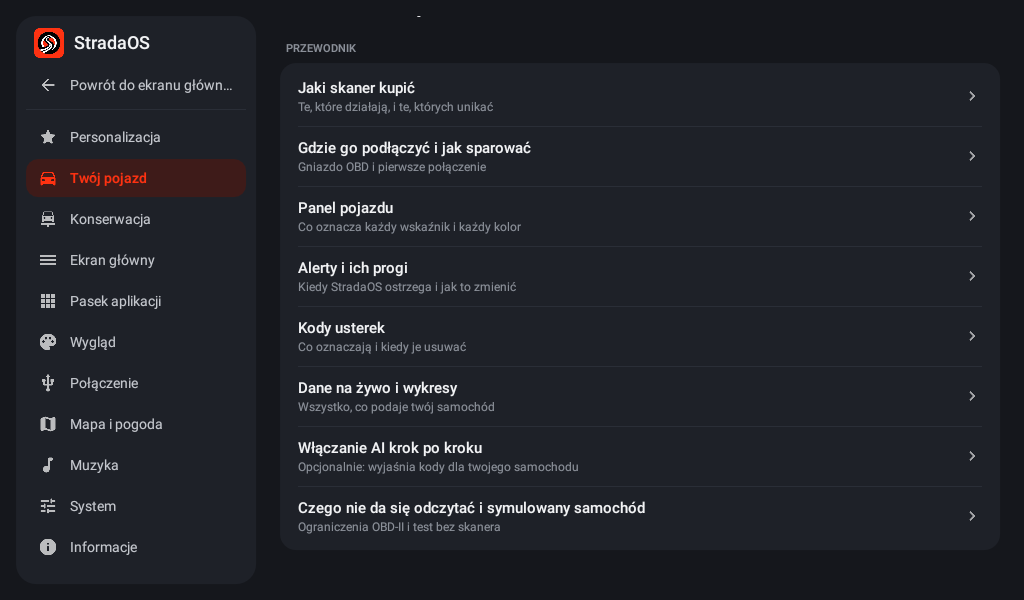 StradaOS
Powrót do ekranu główn...
Personalizacja
Twój pojazd
Konserwacja
Ekran główny
Pasek aplikacji
Wygląd
Połączenie
Mapa i pogoda
Muzyka
System
Informacje
PRZEWODNIK
Jaki skaner kupić
Te, które działają, i te, których unikać
Gdzie go podłączyć i jak sparować
Gniazdo OBD i pierwsze połączenie
Panel pojazdu
Co oznacza każdy wskaźnik i każdy kolor
Alerty i ich progi
Kiedy StradaOS ostrzega i jak to zmienić
Kody usterek
Co oznaczają i kiedy je usuwać
Dane na żywo i wykresy
Wszystko, co podaje twój samochód
Włączanie AI krok po kroku
Opcjonalnie: wyjaśnia kody dla twojego samochodu
Czego nie da się odczytać i symulowany samochód
Ograniczenia OBD-II i test bez skanera